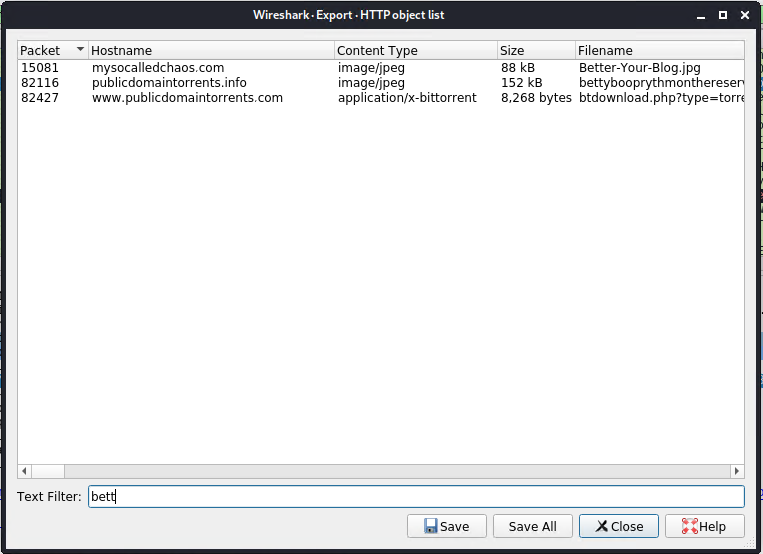 Wireshark · Export · HTTP object list
Packet Hostname Content Type Size Filename
15081 mysocalledchaos.com image/jpeg 88 kB Better-Your-Blog.jpg
82116 publicdomaintorrents.info image/jpeg 152 kB bettybooprythmonthereserv
82427 www.publicdomaintorrents.com application/x-bittorrent 8,268 bytes btdownload.php?type=torre
Text Filter: bett
Save Save All Close Help